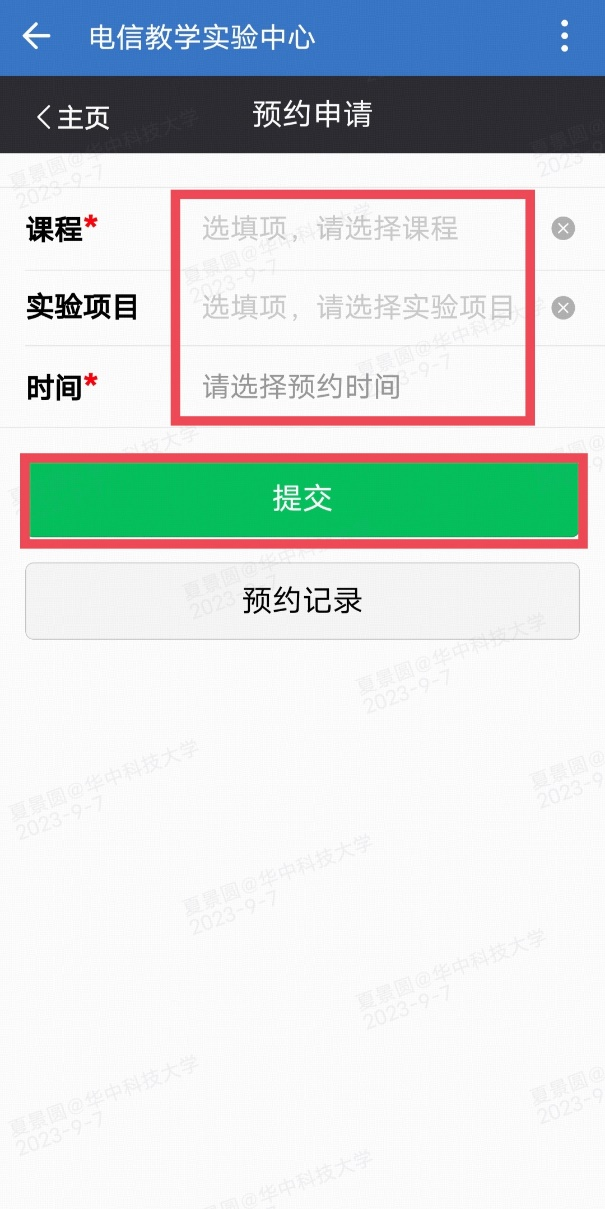 电信教学实验中心
主页
预约申请
课程*
选填项，请选择课程
实验项目
选填项，请选择实验项目
时间*
请选择预约时间
提交
预约记录
夏景圆@华中科技大学
2023-9-7